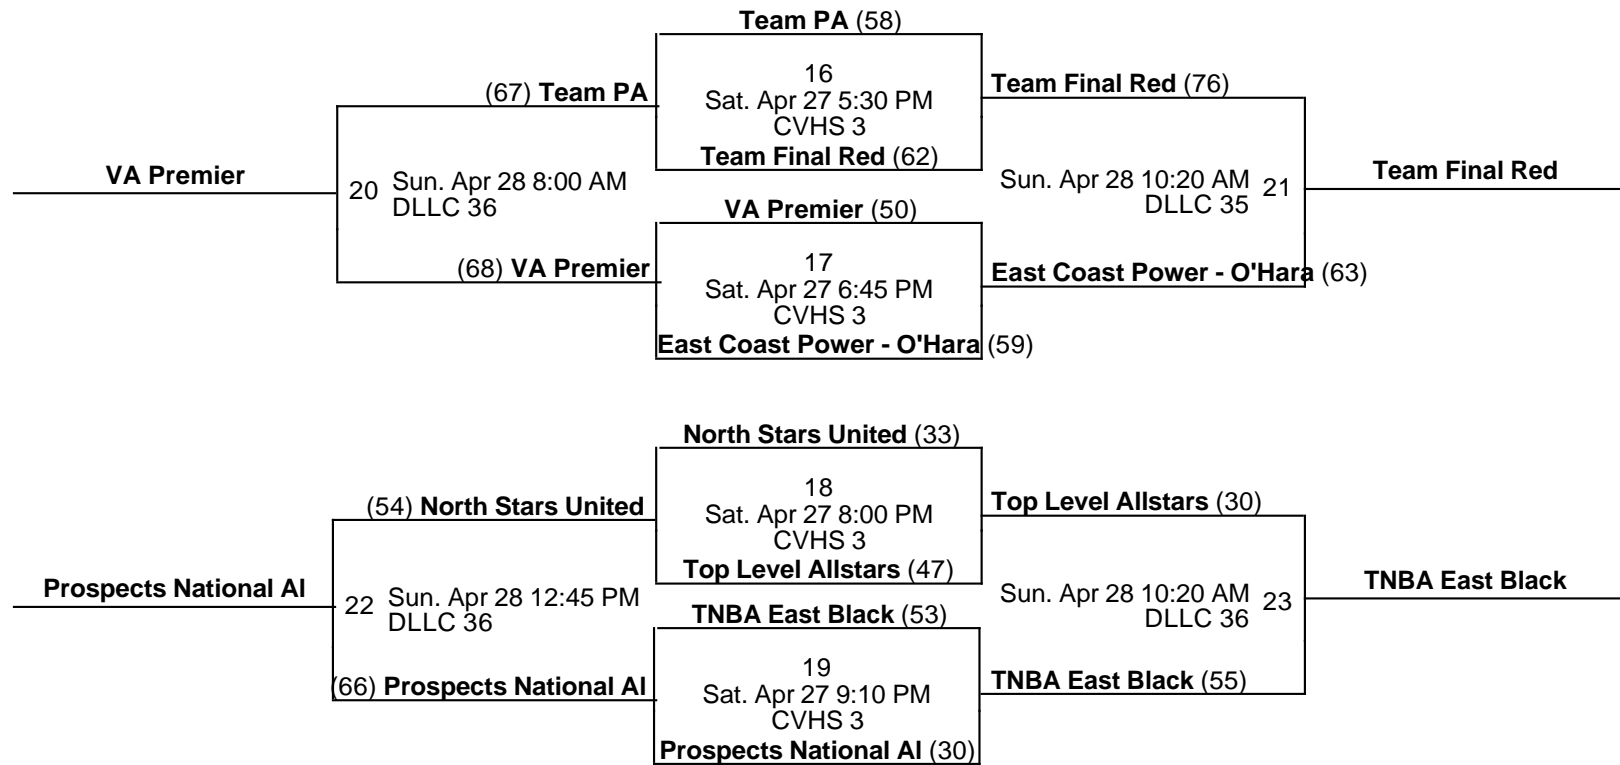 Team PA (58)
16
Sat. Apr 27 5:30 PM
CVHS 3
Team Final Red (62)
(67) Team PA
Team Final Red (76)
VA Premier
20 Sun. Apr 28 8:00 AM
DLLC 36
Sun. Apr 28 10:20 AM 21
DLLC 35
Team Final Red
VA Premier (50)
17
Sat. Apr 27 6:45 PM
CVHS 3
East Coast Power - O'Hara (59)
(68) VA Premier
East Coast Power - O'Hara (63)
North Stars United (33)
18
Sat. Apr 27 8:00 PM
CVHS 3
Top Level Allstars (47)
(54) North Stars United
Top Level Allstars (30)
Prospects National AI
22 Sun. Apr 28 12:45 PM
DLLC 36
Sun. Apr 28 10:20 AM 23
DLLC 36
TNBA East Black
TNBA East Black (53)
19
Sat. Apr 27 9:10 PM
CVHS 3
Prospects National AI (30)
(66) Prospects National AI
TNBA East Black (55)